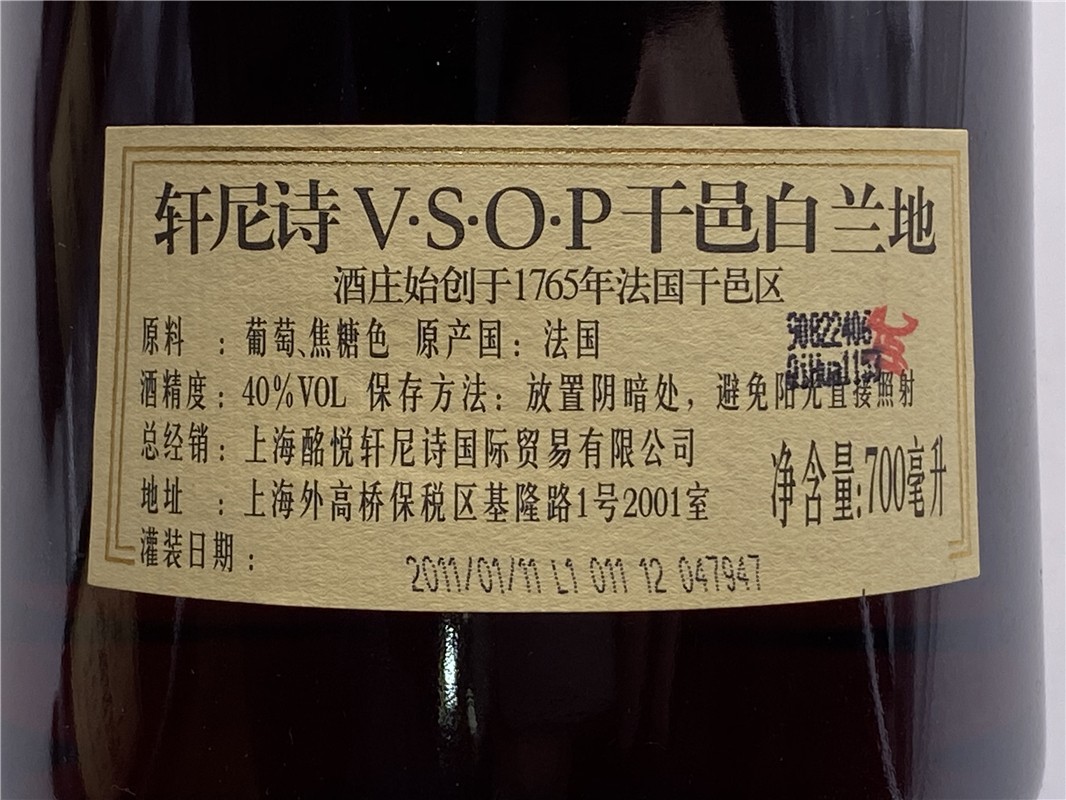 轩尼诗V·S·O·P干邑白兰地
酒庄始创于1765年法国干邑区
原料 : 葡萄、焦糖色 原产国: 法国
90822406
酒精度: 40%VOL 保存方法: 放置阴暗处, 避免阳光直接照射
总经销: 上海酩悦轩尼诗国际贸易有限公司
地址 : 上海外高桥保税区基隆路1号2001室
净含量:700毫升
灌装日期:
2011/01/11 L1 011 12 047947